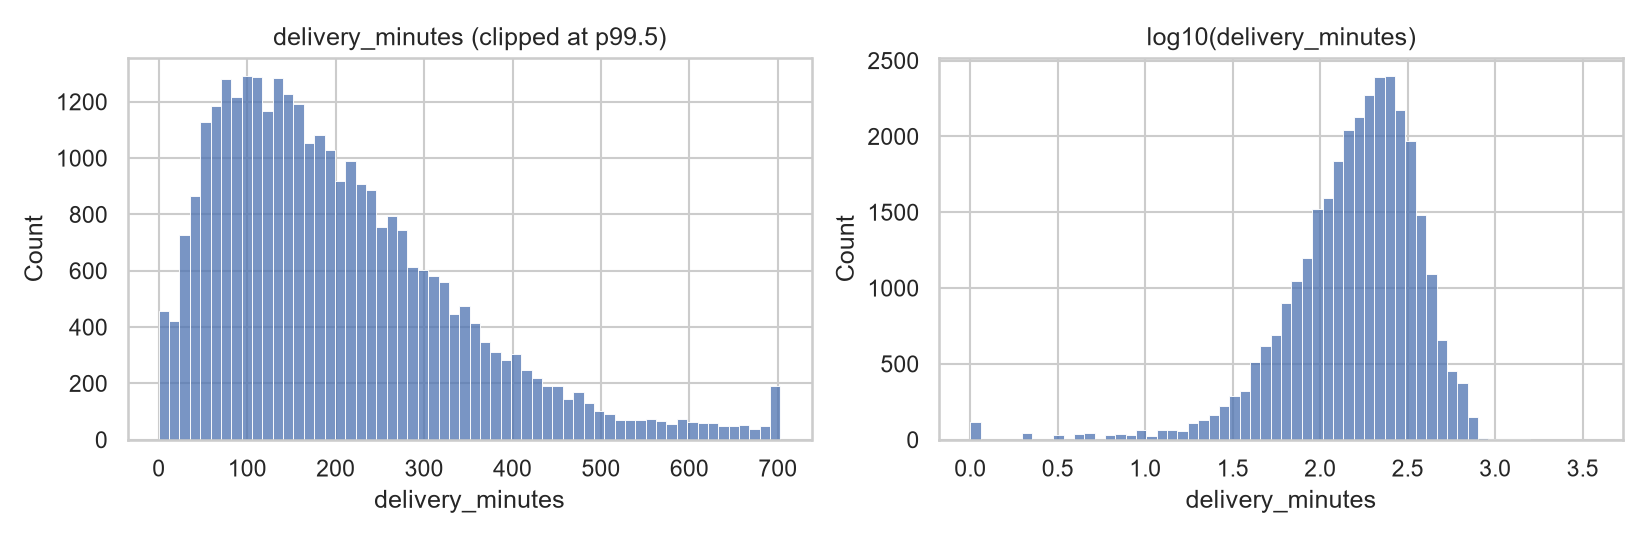 delivery_minutes (clipped at p99.5)
1200
1000
800
600
400
200
0
Count
0 100 200 300 400 500 600 700
delivery_minutes
log10(delivery_minutes)
2500
2000
1500
1000
500
0
Count
0.0 0.5 1.0 1.5 2.0 2.5 3.0 3.5
delivery_minutes